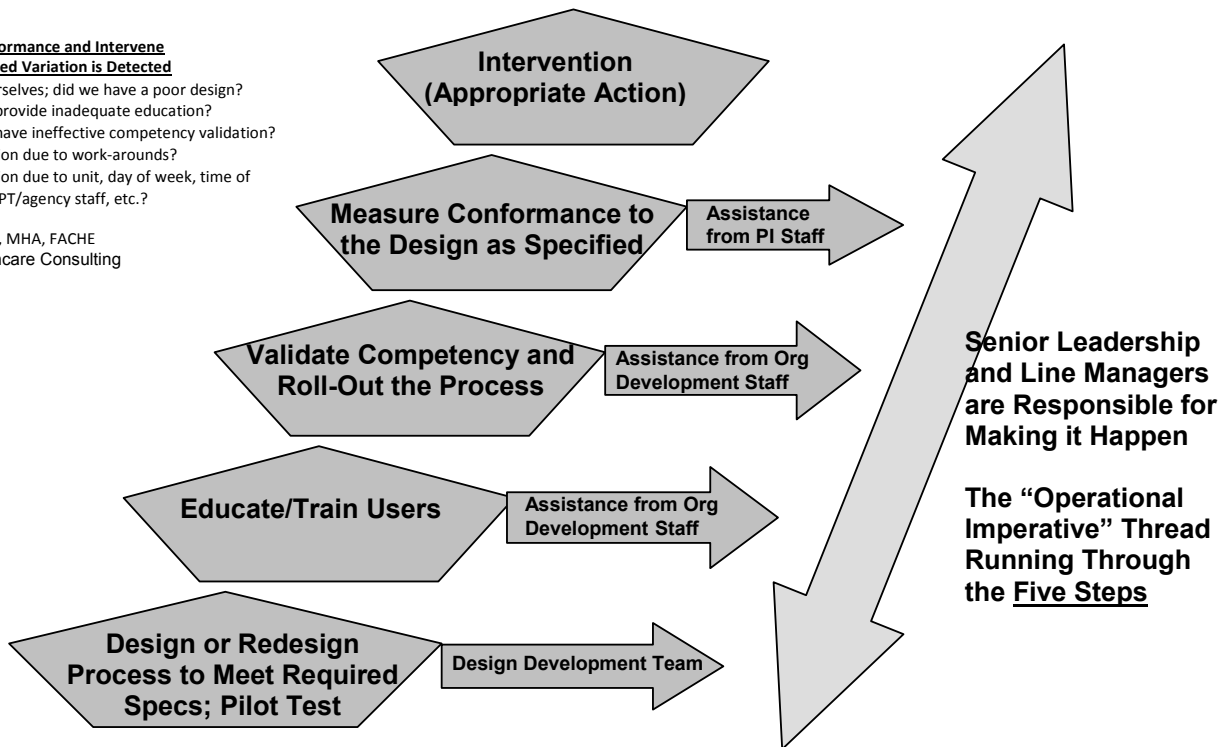 ormance and Intervene
ed Variation is Detected
rselves; did we have a poor design?
provide inadequate education?
have ineffective competency validation?
on due to work-arounds?
on due to unit, day of week, time of
PT/agency staff, etc.?
, MHA, FACHE
care Consulting
Intervention
(Appropriate Action)
Measure Conformance to
the Design as Specified
Assistance
from PI Staff
Validate Competency and
Roll-Out the Process
Assistance from Org
Development Staff
Educate/Train Users
Assistance from Org
Development Staff
Design or Redesign
Process to Meet Required
Specs; Pilot Test
Design Development Team
Senior Leadership
and Line Managers
are Responsible for
Making it Happen
The “Operational
Imperative” Thread
Running Through
the Five Steps